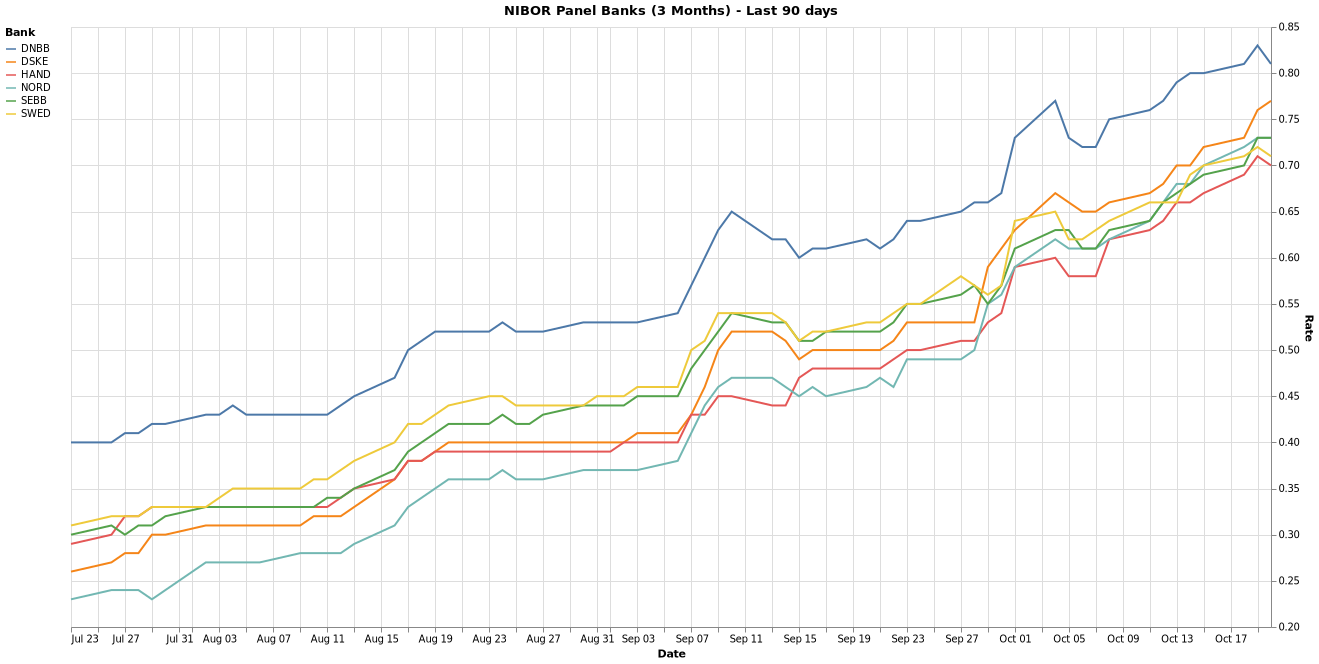 NIBOR Panel Banks (3 Months) - Last 90 days
Bank
DNBB
DSKE
HAND
NORD
SEBB
SWED
0.85
0.80
0.75
0.70
0.65
0.60
0.55
0.50
0.45
0.40
0.35
0.30
0.25
0.20
Rate
Jul 23 Jul 27 Jul 31 Aug 03 Aug 07 Aug 11 Aug 15 Aug 19 Aug 23 Aug 27 Aug 31 Sep 03 Sep 07 Sep 11 Sep 15 Sep 19 Sep 23 Sep 27 Oct 01 Oct 05 Oct 09 Oct 13 Oct 17
Date